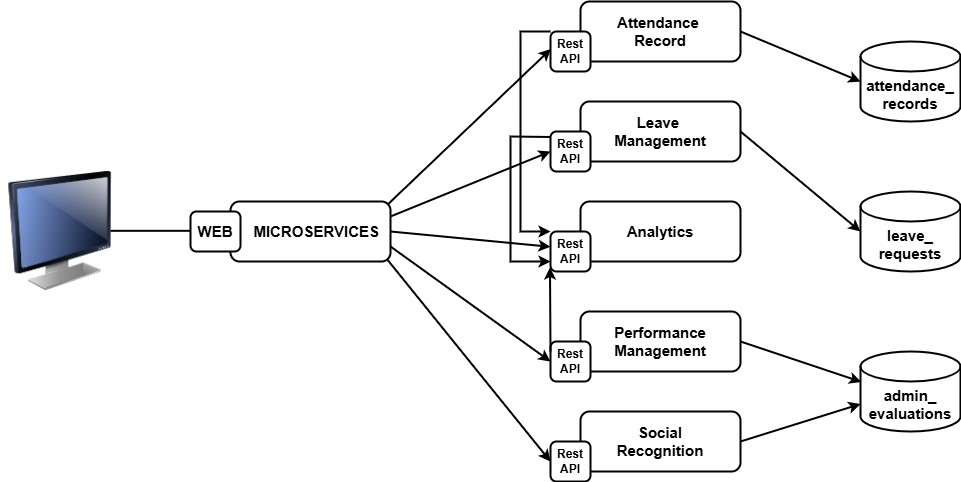 Attendance
Record
Rest
API
attendance_
records
Leave
Management
Rest
API
WEB
MICROSERVICES
Analytics
Rest
API
leave_
requests
Performance
Management
Rest
API
admin_
evaluations
Social
Recognition
Rest
API